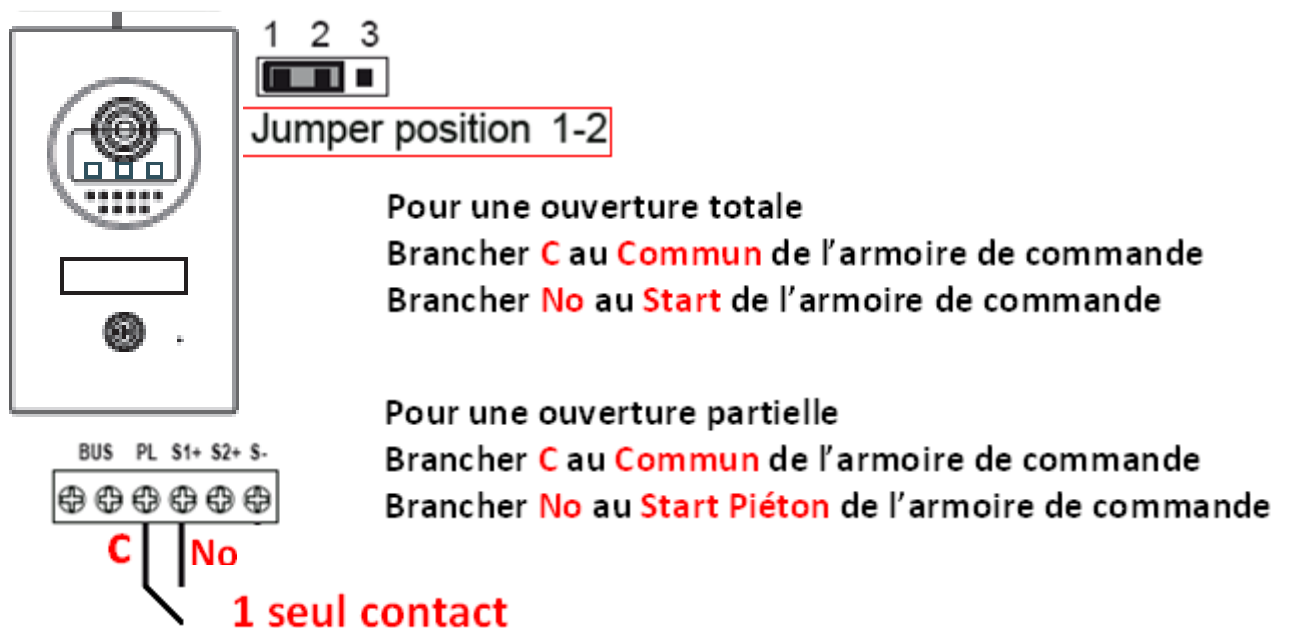 1 2 3
Jumper position 1-2
Pour une ouverture totale
Brancher C au Commun de l’armoire de commande
Brancher No au Start de l’armoire de commande
Pour une ouverture partielle
Brancher C au Commun de l’armoire de commande
Brancher No au Start Piéton de l’armoire de commande
BUS PL S1+ S2+ S-
C No
1 seul contact